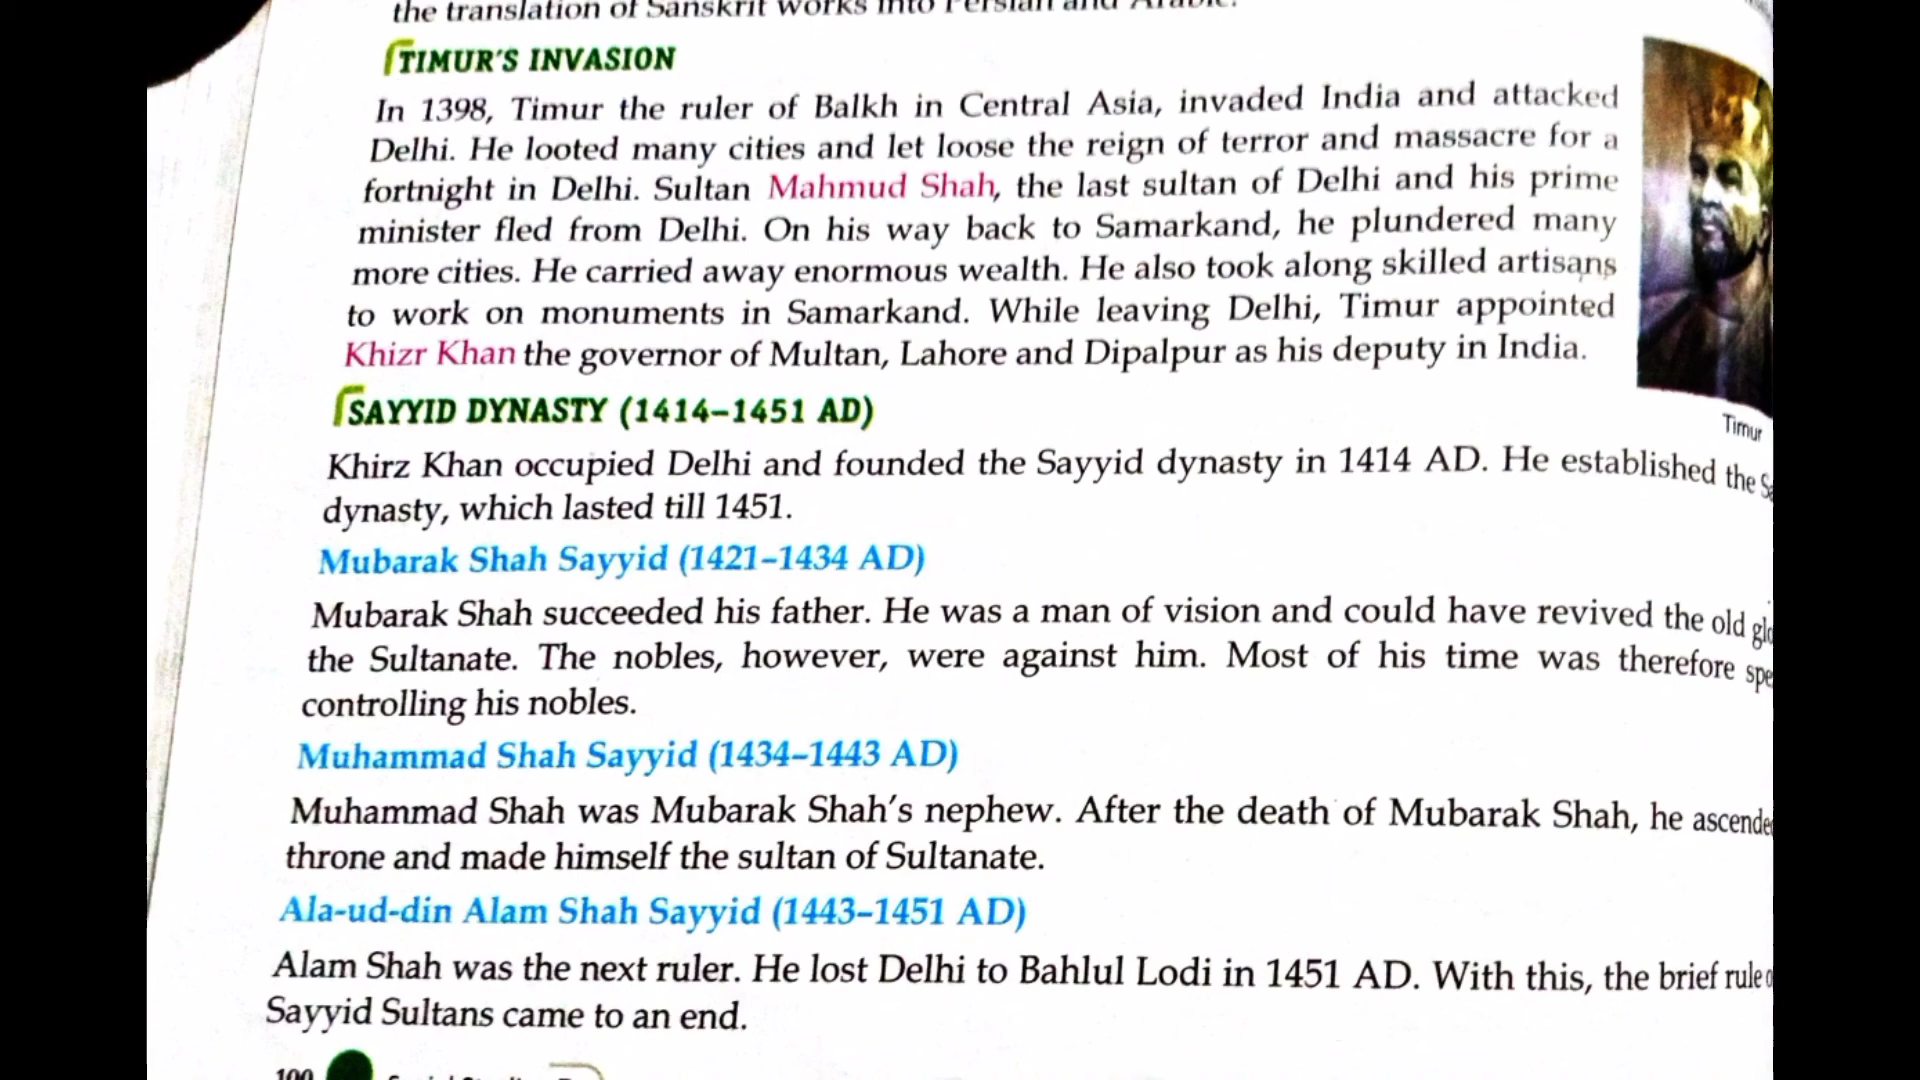 the translation of Sanskrit works into Persian and Arabic.
TIMUR'S INVASION
In 1398, Timur the ruler of Balkh in Central Asia, invaded India and attacked
Delhi. He looted many cities and let loose the reign of terror and massacre for a
fortnight in Delhi. Sultan Mahmud Shah, the last sultan of Delhi and his prime
minister fled from Delhi. On his way back to Samarkand, he plundered many
more cities. He carried away enormous wealth. He also took along skilled artisans
to work on monuments in Samarkand. While leaving Delhi, Timur appointed
Khizr Khan the governor of Multan, Lahore and Dipalpur as his deputy in India.
Timur
SAYYID DYNASTY (1414–1451 AD)
Khirz Khan occupied Delhi and founded the Sayyid dynasty in 1414 AD. He established the
dynasty, which lasted till 1451.
Mubarak Shah Sayyid (1421–1434 AD)
Mubarak Shah succeeded his father. He was a man of vision and could have revived the old
the Sultanate. The nobles, however, were against him. Most of his time was therefore
controlling his nobles.
Muhammad Shah Sayyid (1434–1443 AD)
Muhammad Shah was Mubarak Shah's nephew. After the death of Mubarak Shah, he
throne and made himself the sultan of Sultanate.
Ala-ud-din Alam Shah Sayyid (1443–1451 AD)
Alam Shah was the next ruler. He lost Delhi to Bahlul Lodi in 1451 AD. With this, the brief rule
Sayyid Sultans came to an end.
100